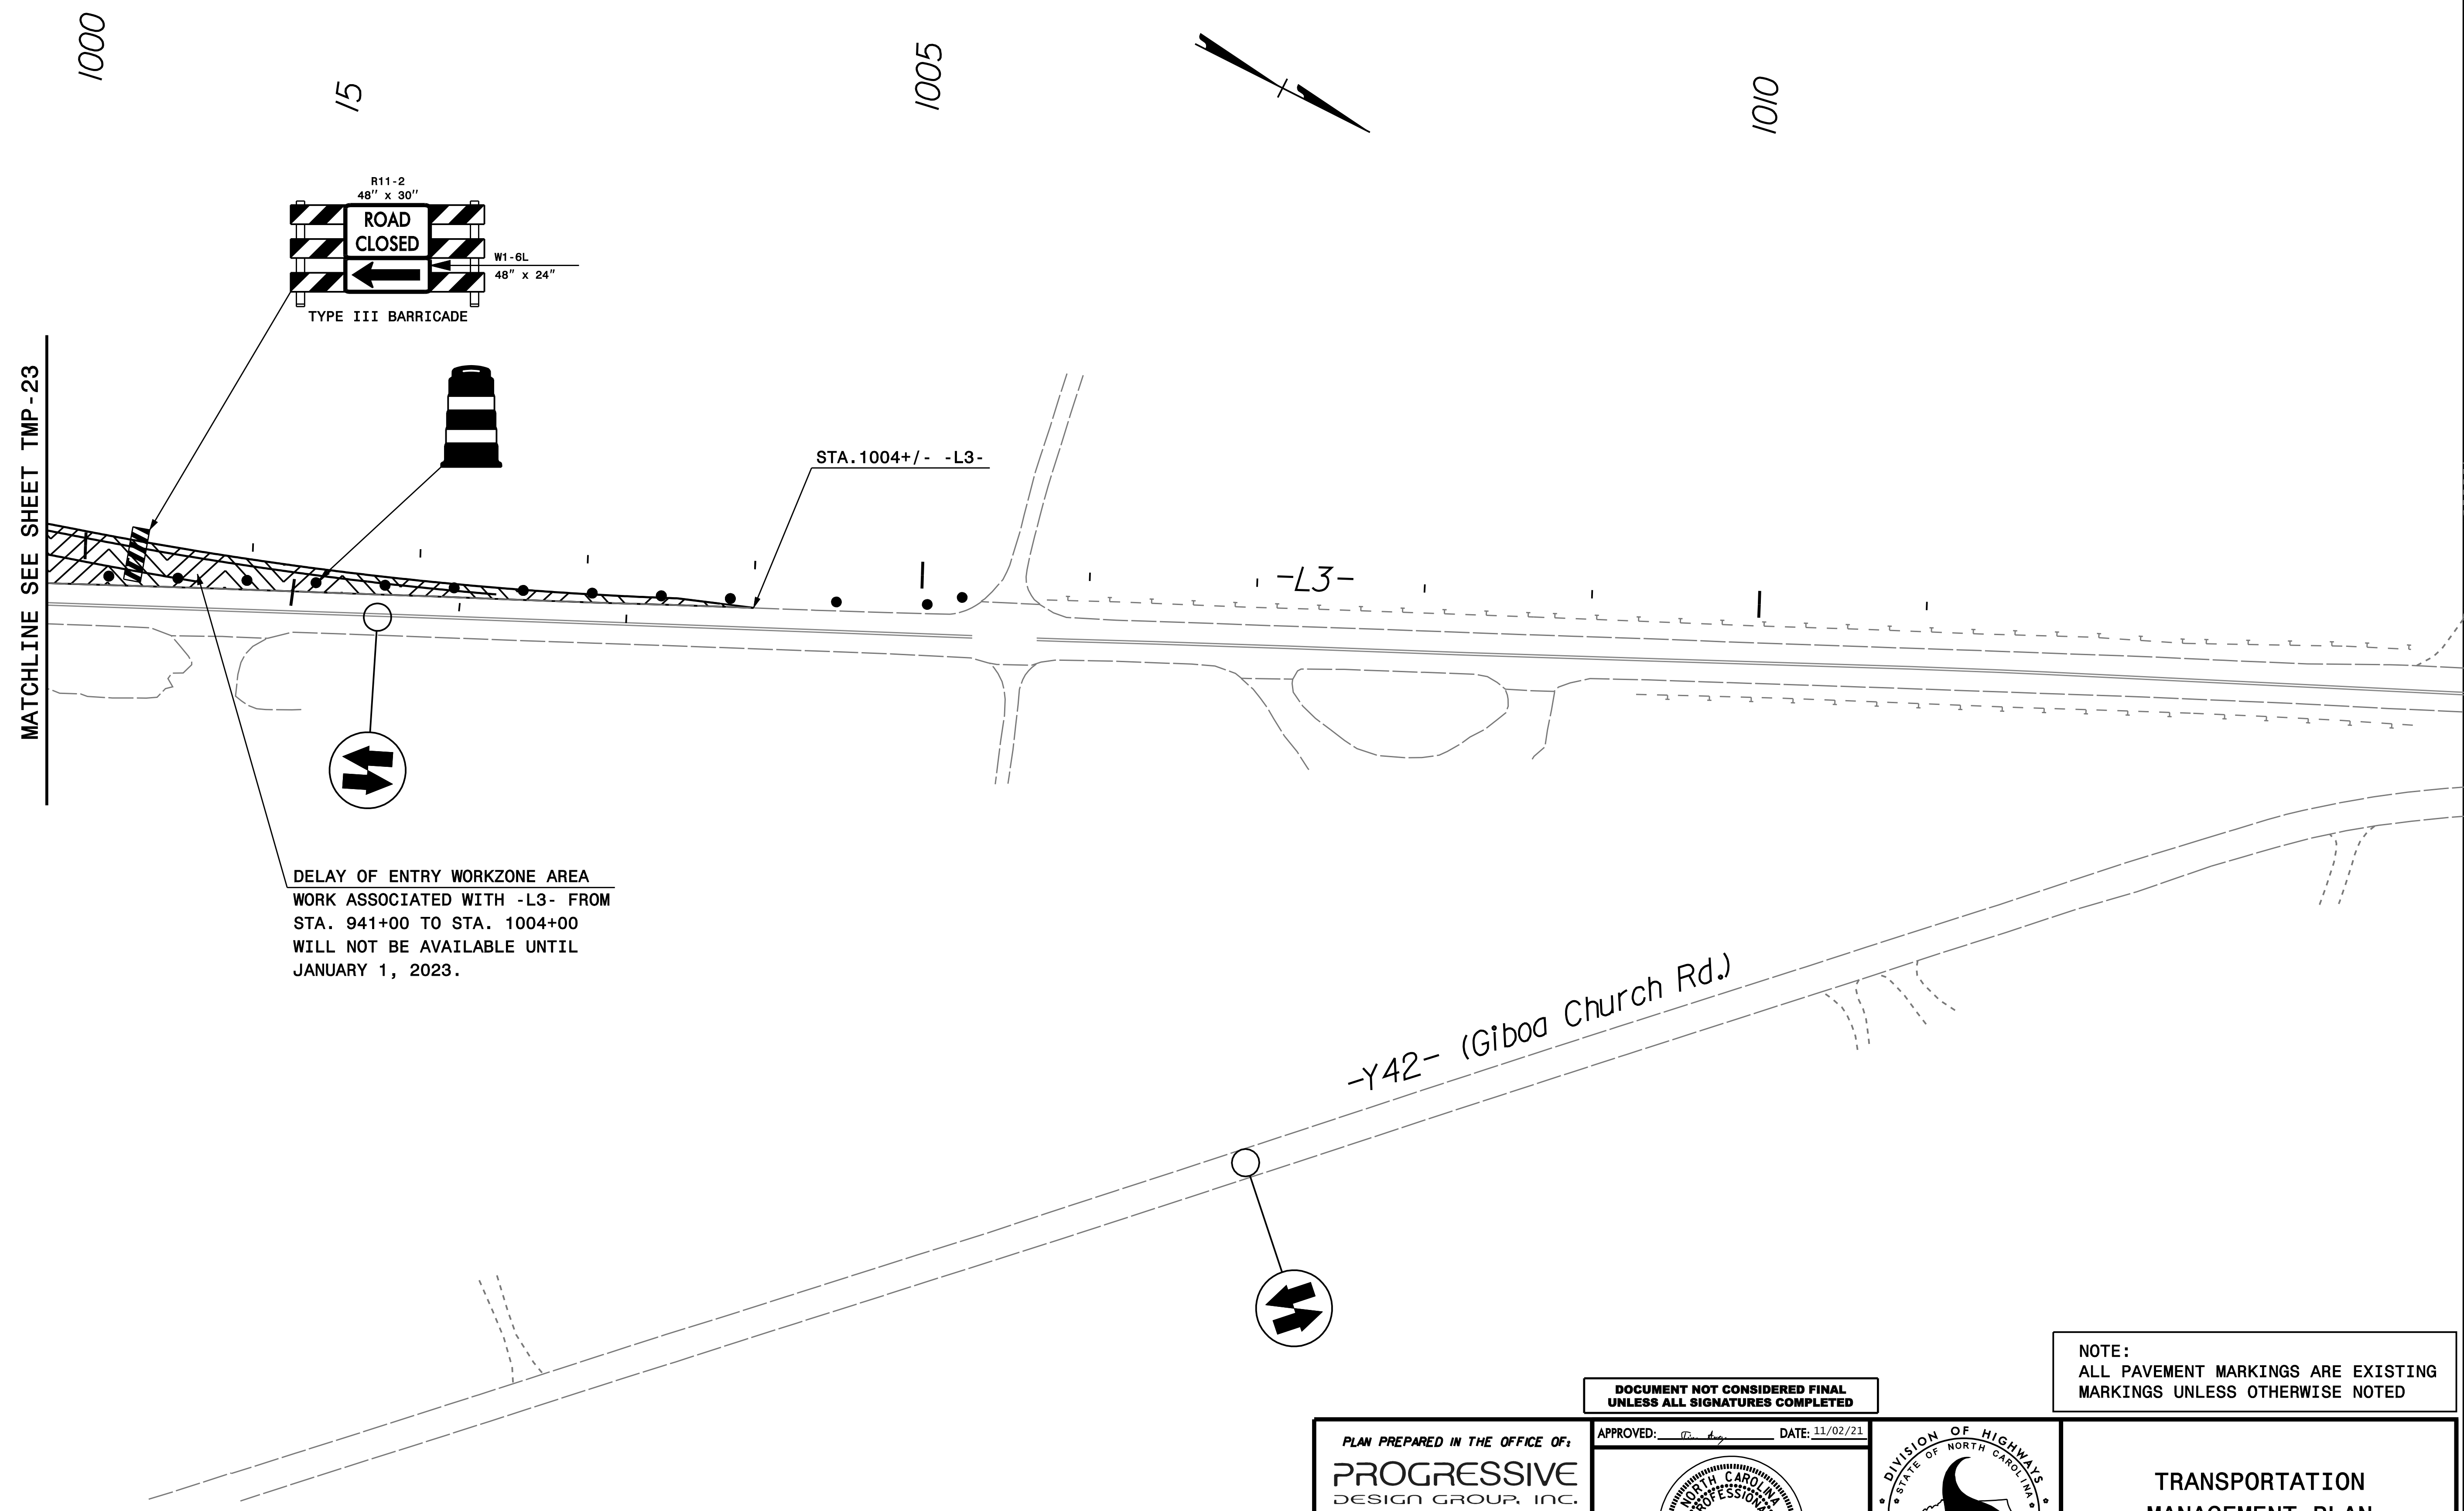 1000
15
1005
1010
R11-2
48" x 30"
ROAD
CLOSED
W1-6L
48" x 24"
TYPE III BARRICADE
MATCHLINE SEE SHEET TMP-23
STA.1004+/- -L3-
-L3-
DELAY OF ENTRY WORKZONE AREA
WORK ASSOCIATED WITH -L3- FROM
STA. 941+00 TO STA. 1004+00
WILL NOT BE AVAILABLE UNTIL
JANUARY 1, 2023.
-Y42- (Giboa Church Rd.)
NOTE:
ALL PAVEMENT MARKINGS ARE EXISTING
MARKINGS UNLESS OTHERWISE NOTED
DOCUMENT NOT CONSIDERED FINAL
UNLESS ALL SIGNATURES COMPLETED
PLAN PREPARED IN THE OFFICE OF:
PROGRESSIVE
DESIGN GROUP, INC.
APPROVED:
DATE: 11/02/21
NORTH CAROLINA
PROFESSIONAL
DIVISION OF HIGHWAYS
STATE OF NORTH CAROLINA
TRANSPORTATION
MANAGEMENT PLAN